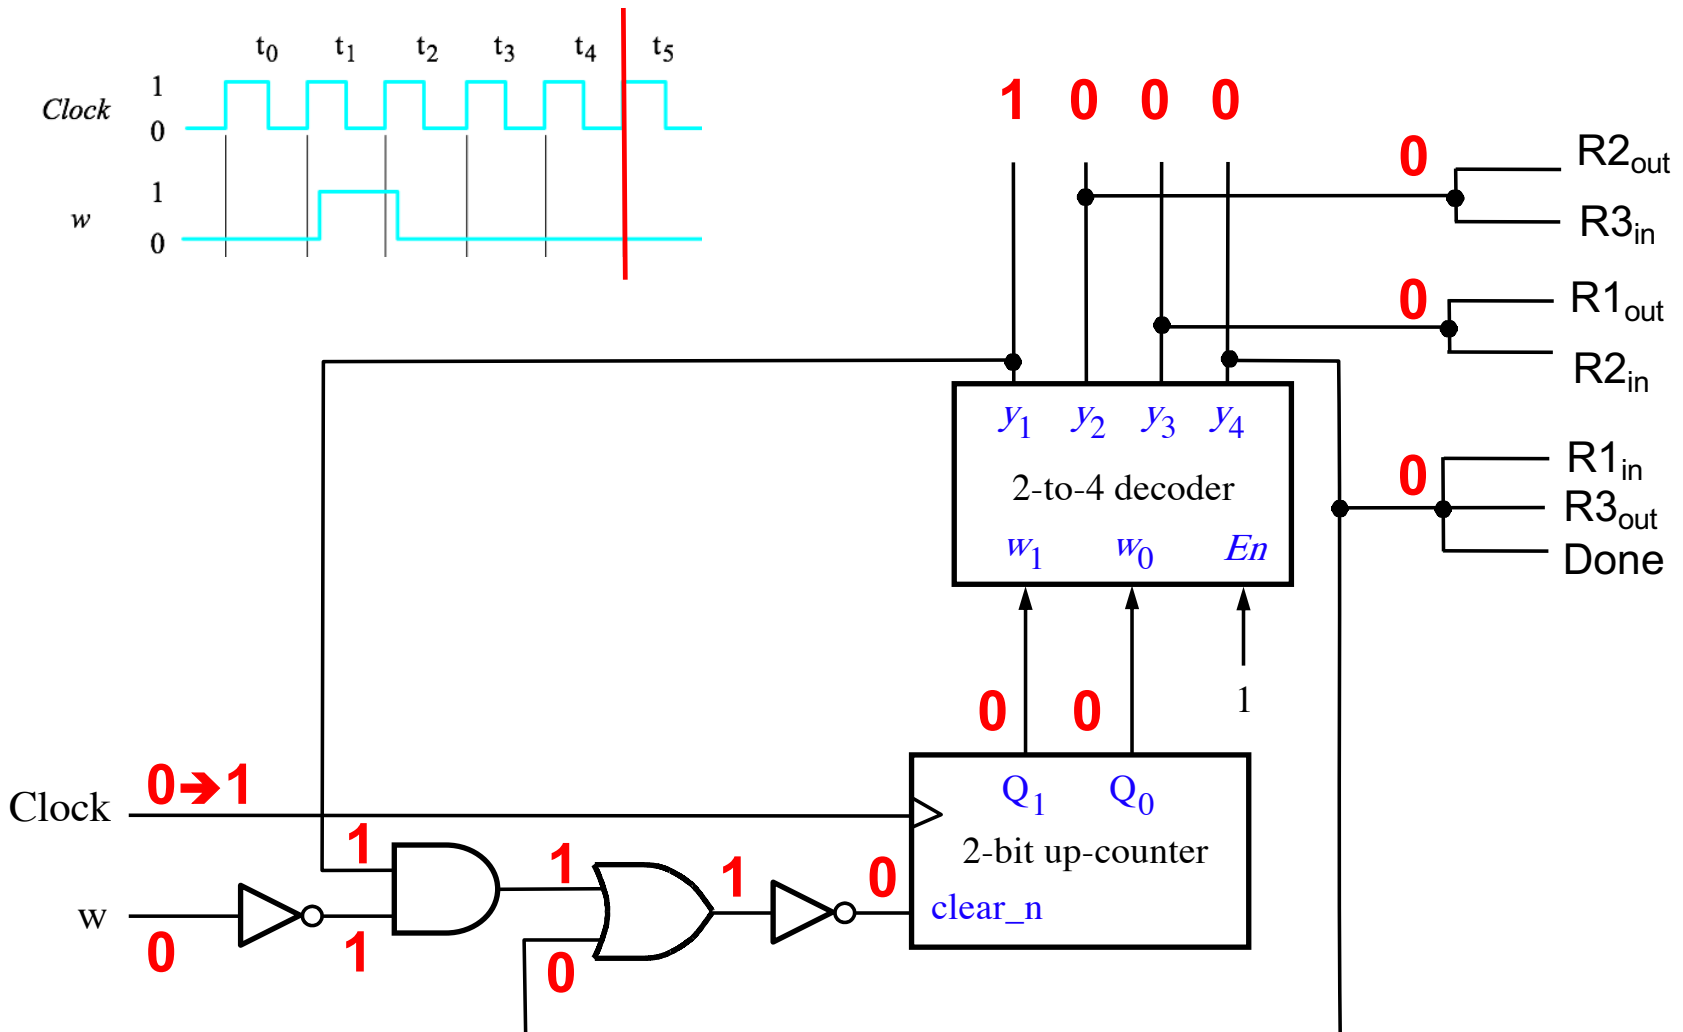 t0 t1 t2 t3 t4 t5
Clock 1
0
w 1
0
1 0 0 0
0 R2out
R3in
0 R1out
R2in
y1 y2 y3 y4
2-to-4 decoder
w1 w0 En
0 R1in
R3out
Done
0 0 1
Clock 0➔1
Q1 Q0
2-bit up-counter
clear_n
1 1 1 0
w 0 1 0